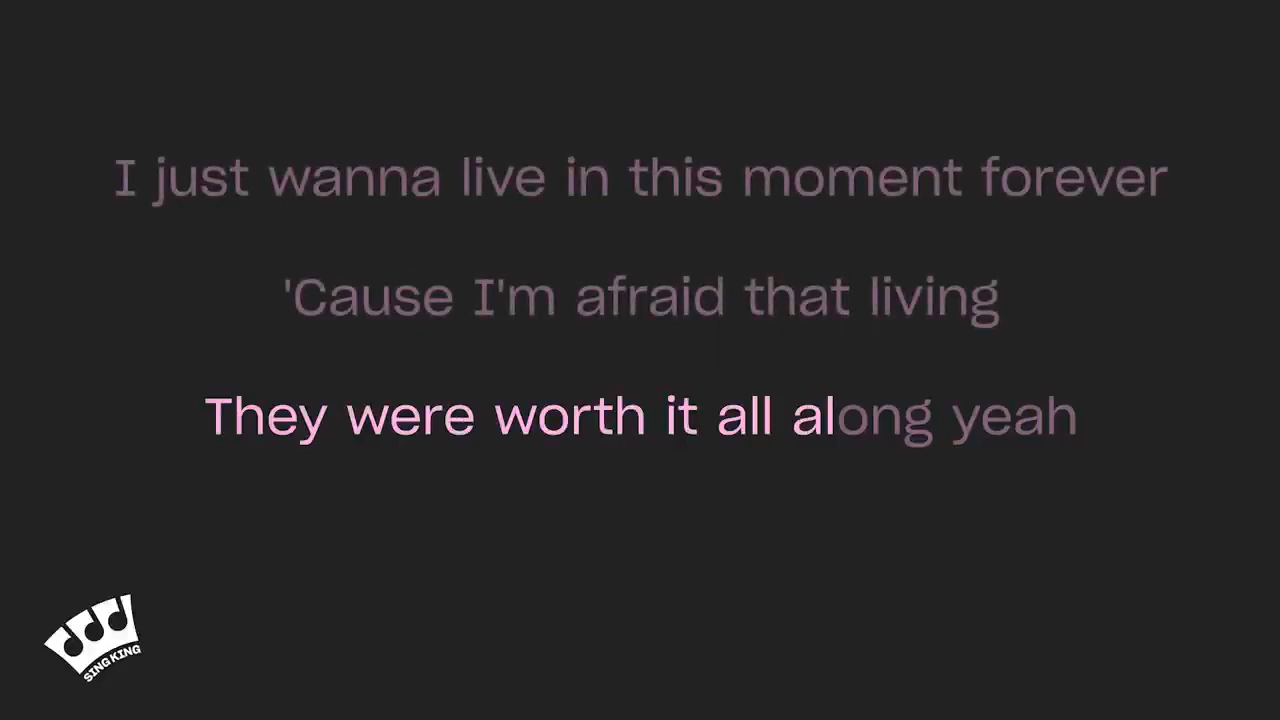 I just wanna live in this moment forever
'Cause I'm afraid that living
They were worth it all along yeah
SING KING